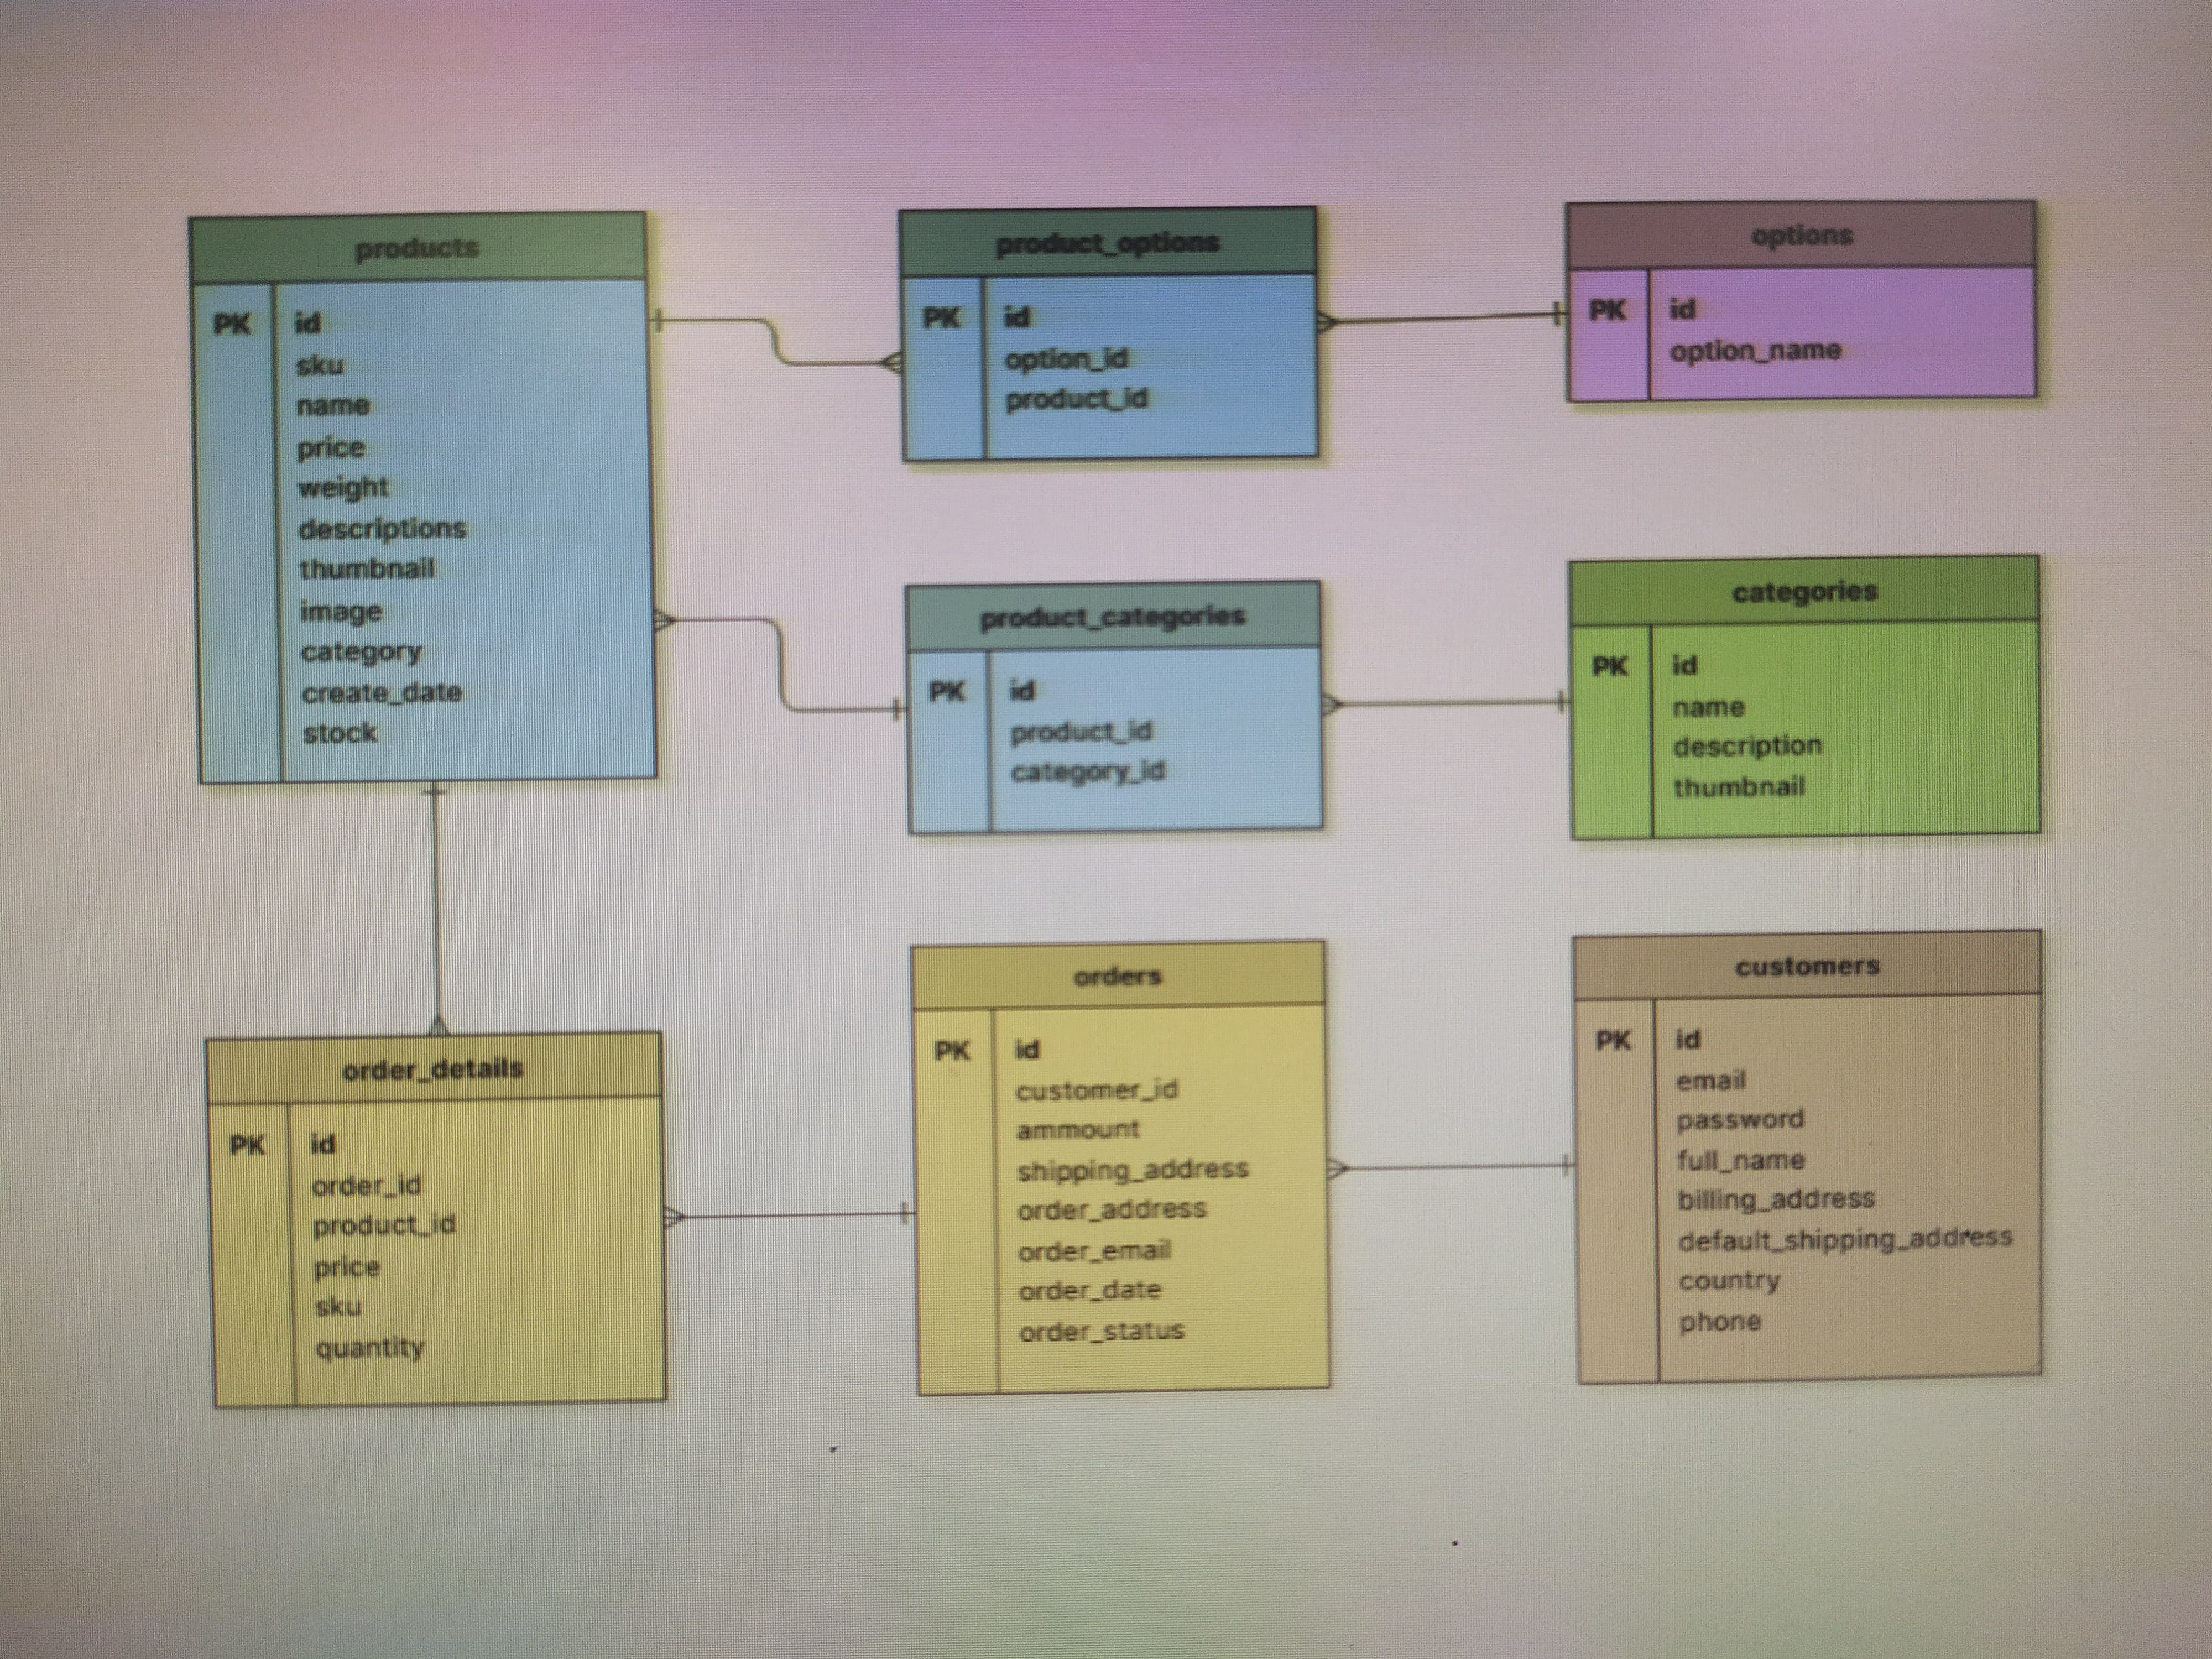 products
PK id
sku
name
price
weight
descriptions
thumbnail
image
category
create_date
stock
product_options
PK id
option_id
product_id
options
PK id
option_name
product_categories
PK id
product_id
category_id
categories
PK id
name
description
thumbnail
order_details
PK id
order_id
product_id
price
sku
quantity
orders
PK id
customer_id
ammount
shipping_address
order_address
order_email
order_date
order_status
customers
PK id
email
password
full_name
billing_address
default_shipping_address
country
phone